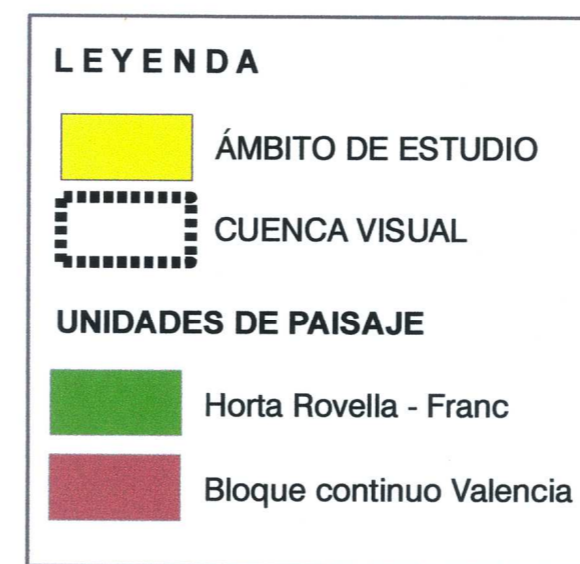 LEYENDA
ÁMBITO DE ESTUDIO
CUENCA VISUAL
UNIDADES DE PAISAJE
Horta Rovella - Franc
Bloque continuo Valencia